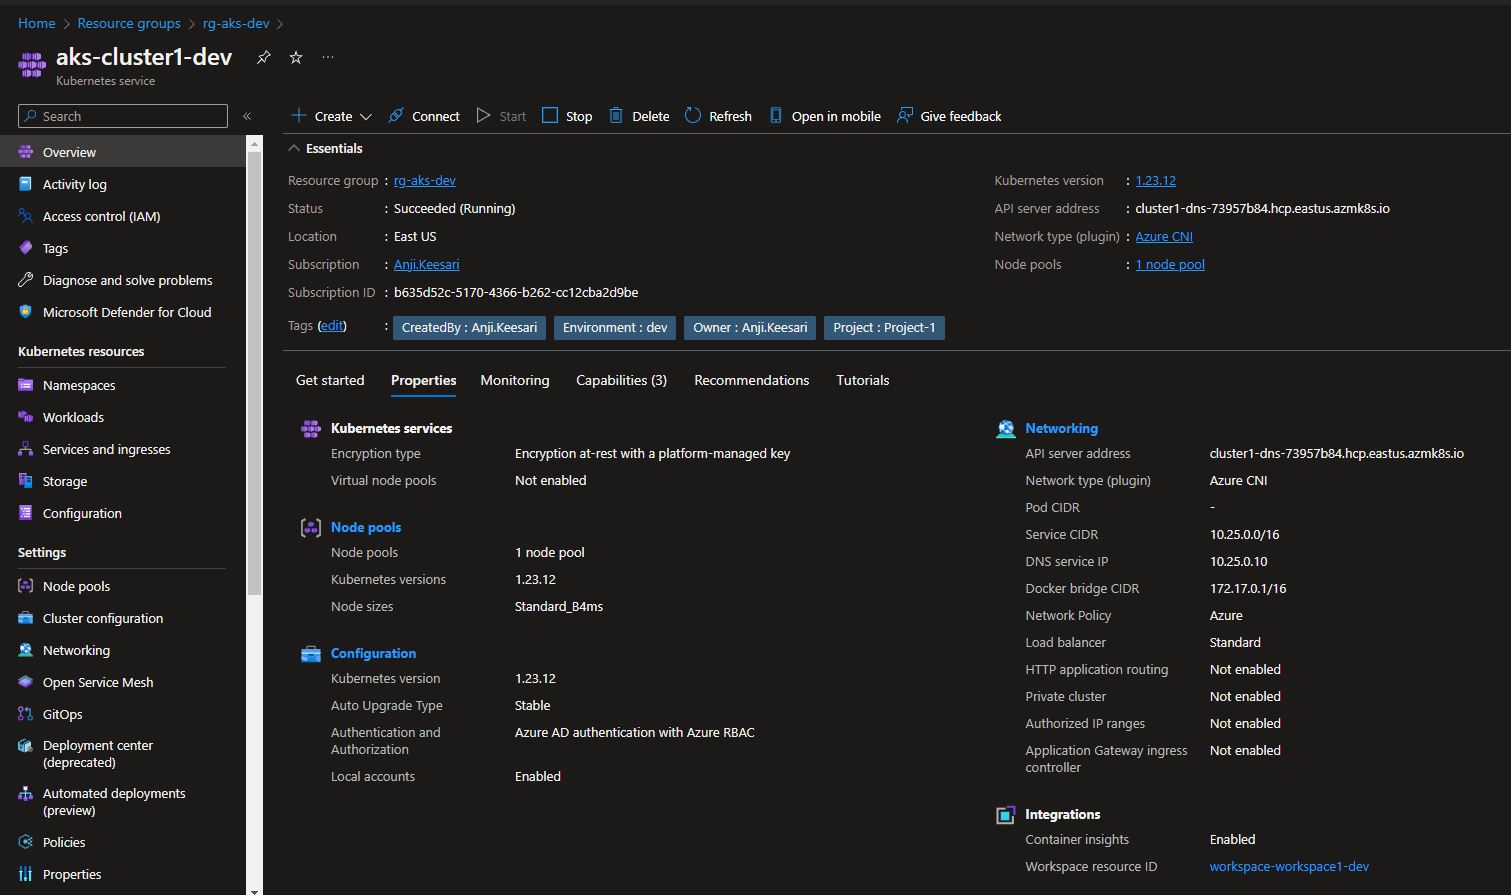 Home > Resource groups > rg-aks-dev >
aks-cluster1-dev
Kubernetes service
Search
Overview
Activity log
Access control (IAM)
Tags
Diagnose and solve problems
Microsoft Defender for Cloud
Kubernetes resources
Namespaces
Workloads
Services and ingresses
Storage
Configuration
Settings
Node pools
Cluster configuration
Networking
Open Service Mesh
GitOps
Deployment center
(deprecated)
Automated deployments
(preview)
Policies
Properties
Create Connect Start Stop Delete Refresh Open in mobile Give feedback
Essentials
Resource group : rg-aks-dev
Status : Succeeded (Running)
Location : East US
Subscription : Anji.Keesari
Subscription ID : b635d52c-5170-4366-b262-cc12cba2d9be
Kubernetes version : 1.23.12
API server address : cluster1-dns-73957b84.hcp.eastus.azmk8s.io
Network type (plugin) : Azure CNI
Node pools : 1 node pool
Tags (edit) : CreatedBy : Anji.Keesari Environment : dev Owner : Anji.Keesari Project : Project-1
Get started Properties Monitoring Capabilities (3) Recommendations Tutorials
Kubernetes services
Encryption type Encryption at-rest with a platform-managed key
Virtual node pools Not enabled
Node pools
Node pools 1 node pool
Kubernetes versions 1.23.12
Node sizes Standard_B4ms
Configuration
Kubernetes version 1.23.12
Auto Upgrade Type Stable
Authentication and Azure AD authentication with Azure RBAC
Authorization
Local accounts Enabled
Networking
API server address cluster1-dns-73957b84.hcp.eastus.azmk8s.io
Network type (plugin) Azure CNI
Pod CIDR -
Service CIDR 10.25.0.0/16
DNS service IP 10.25.0.10
Docker bridge CIDR 172.17.0.1/16
Network Policy Azure
Load balancer Standard
HTTP application routing Not enabled
Private cluster Not enabled
Authorized IP ranges Not enabled
Application Gateway ingress Not enabled
controller
Integrations
Container insights Enabled
Workspace resource ID workspace-workspace1-dev